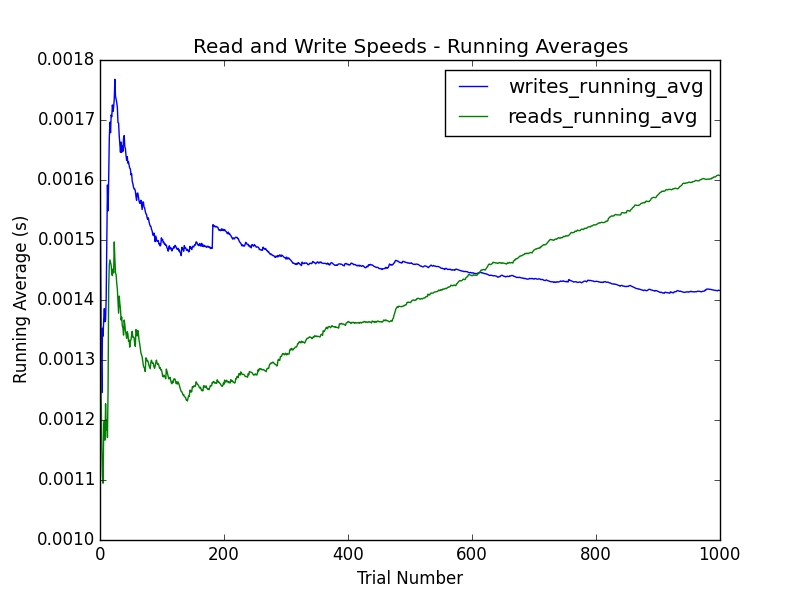 Read and Write Speeds - Running Averages
writes_running_avg
reads_running_avg
0.0018
0.0017
0.0016
0.0015
0.0014
0.0013
0.0012
0.0011
0.0010
Running Average (s)
0 200 400 600 800 1000
Trial Number